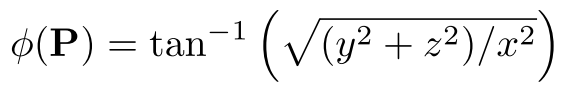 ϕ(P) = tan⁻¹ (√(y² + z²)/x²)